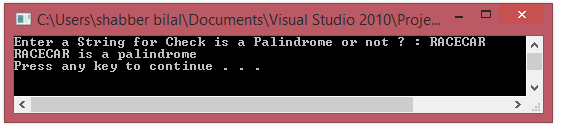 C:\Users\shabber bilal\Documents\Visual Studio 2010\Proje...
Enter a String for Check is a Palindrome or not ? : RACECAR
RACECAR is a palindrome
Press any key to continue . . .